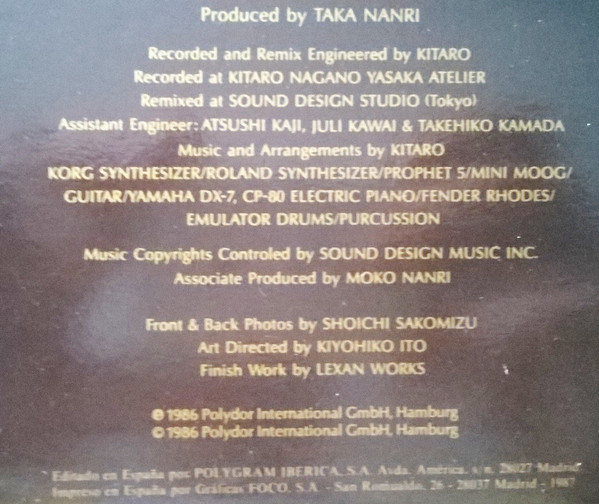 Produced by TAKA NANRI
Recorded and Remix Engineered by KITARO
Recorded at KITARO NAGANO YASAKA ATELIER
Remixed at SOUND DESIGN STUDIO (Tokyo)
Assistant Engineer: ATSUSHI KAJI, JULI KAWAI & TAKEHIKO KAMADA
Music and Arrangements by KITARO
KORG SYNTHESIZER/ROLAND SYNTHESIZER/PROPHET 5/MINI MOOG/
GUITAR/YAMAHA DX-7, CP-80 ELECTRIC PIANO/FENDER RHODES/
EMULATOR DRUMS/PURCUSSION
Music Copyrights Controled by SOUND DESIGN MUSIC INC.
Associate Produced by MOKO NANRI
Front & Back Photos by SHOICHI SAKOMIZU
Art Directed by KIYOHIKO ITO
Finish Work by LEXAN WORKS
℗ 1986 Polydor International GmbH, Hamburg
© 1986 Polydor International GmbH, Hamburg
Editado en España por: POLYGRAM IBERICA, S.A. Avda. América, s/n. 28027 Madrid.
Impreso en España por Gráficas FOCO, S.A. - San Romualdo, 26 - 28037 Madrid - 1987